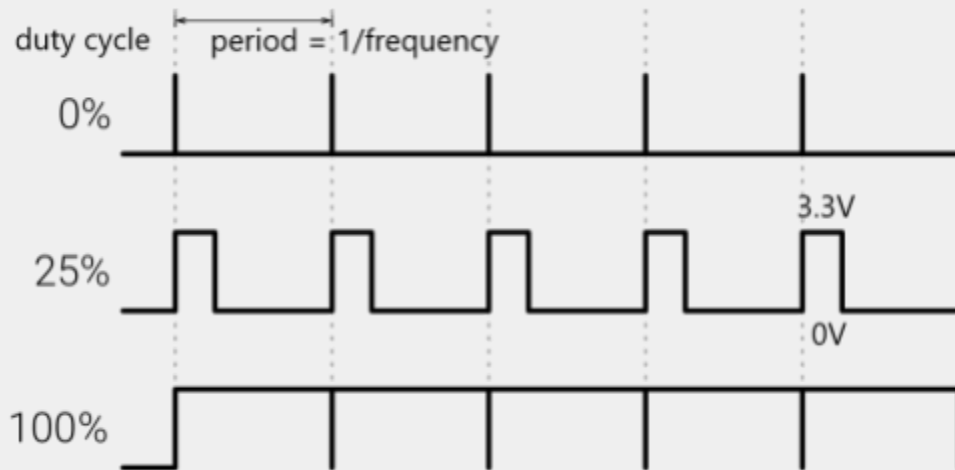 duty cycle
period = 1/frequency
0%
3.3V
25%
0V
100%